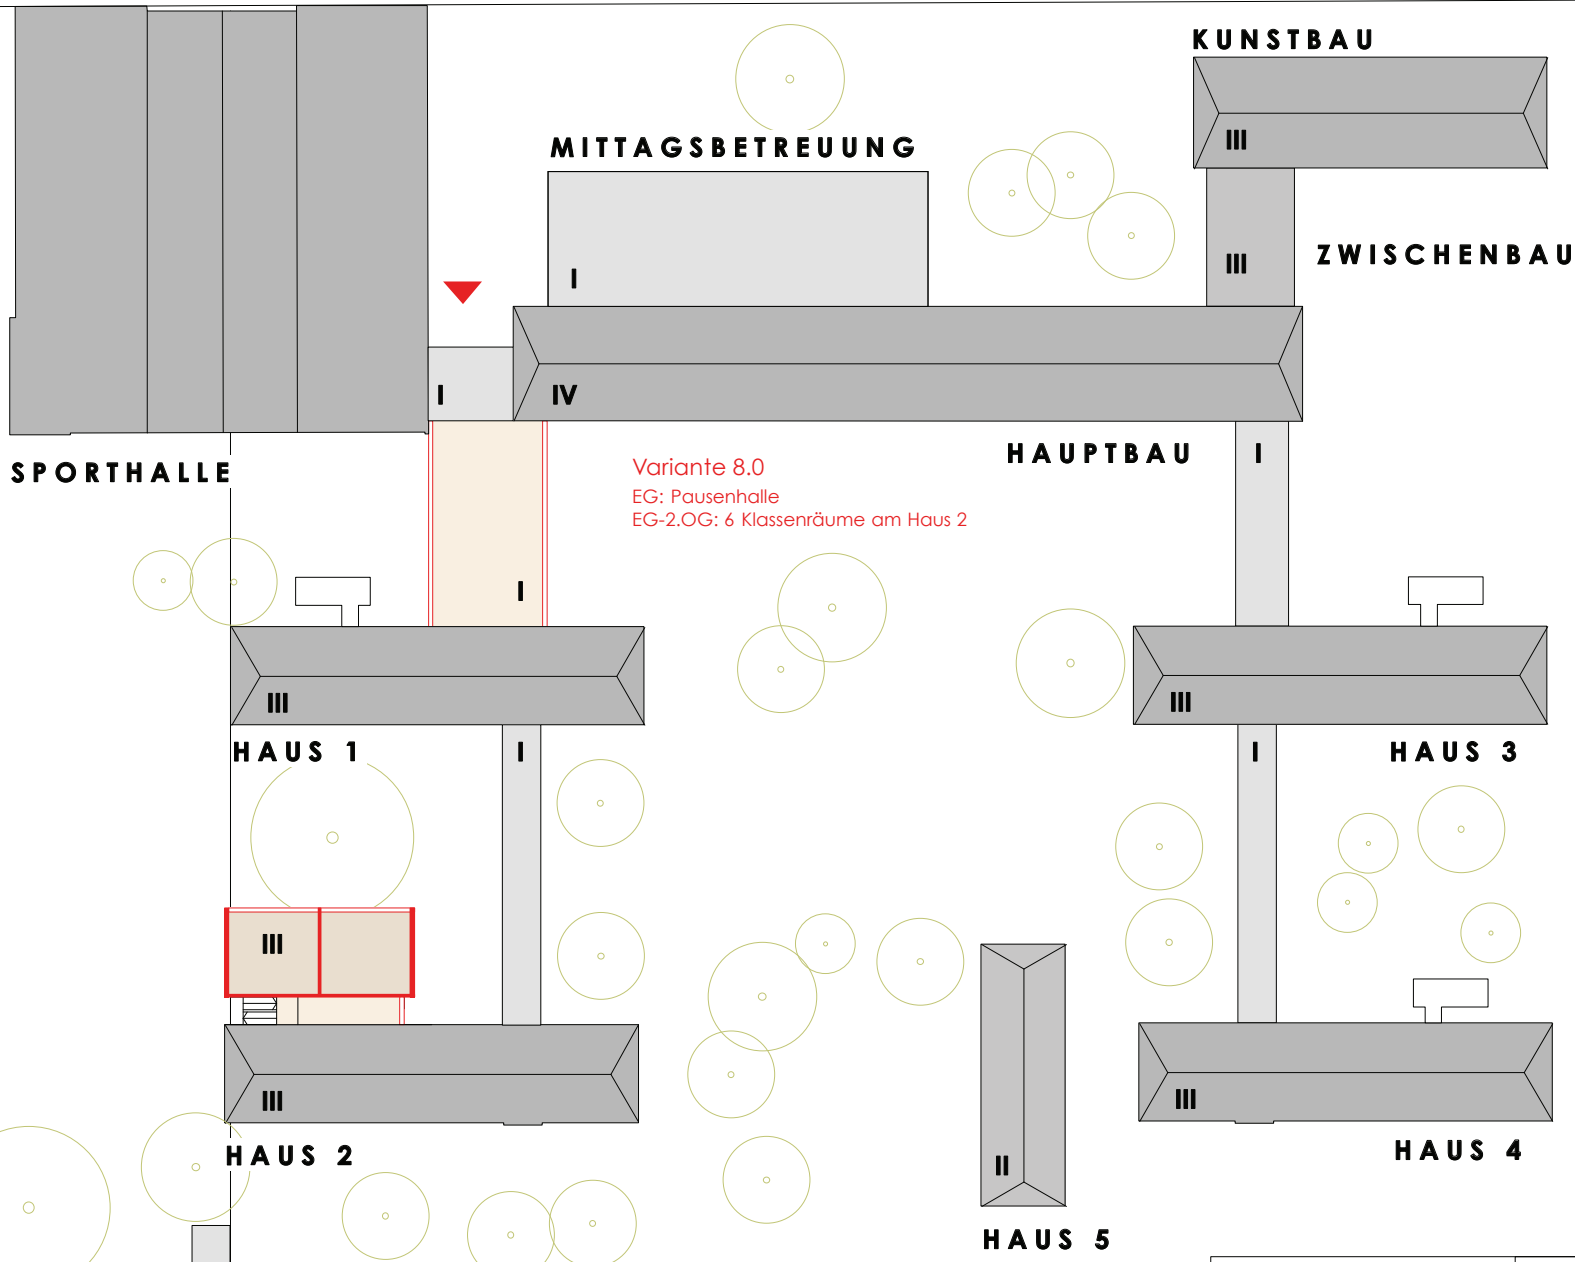 KUNSTBAU
III
MITTAGSBETREUUNG
I
III
ZWISCHENBAU
I
IV
SPORTHALLE
HAUPTBAU
I
Variante 8.0
EG: Pausenhalle
EG-2.OG: 6 Klassenräume am Haus 2
I
III
III
HAUS 1
I
I
HAUS 3
III
III
III
HAUS 2
HAUS 4
II
HAUS 5